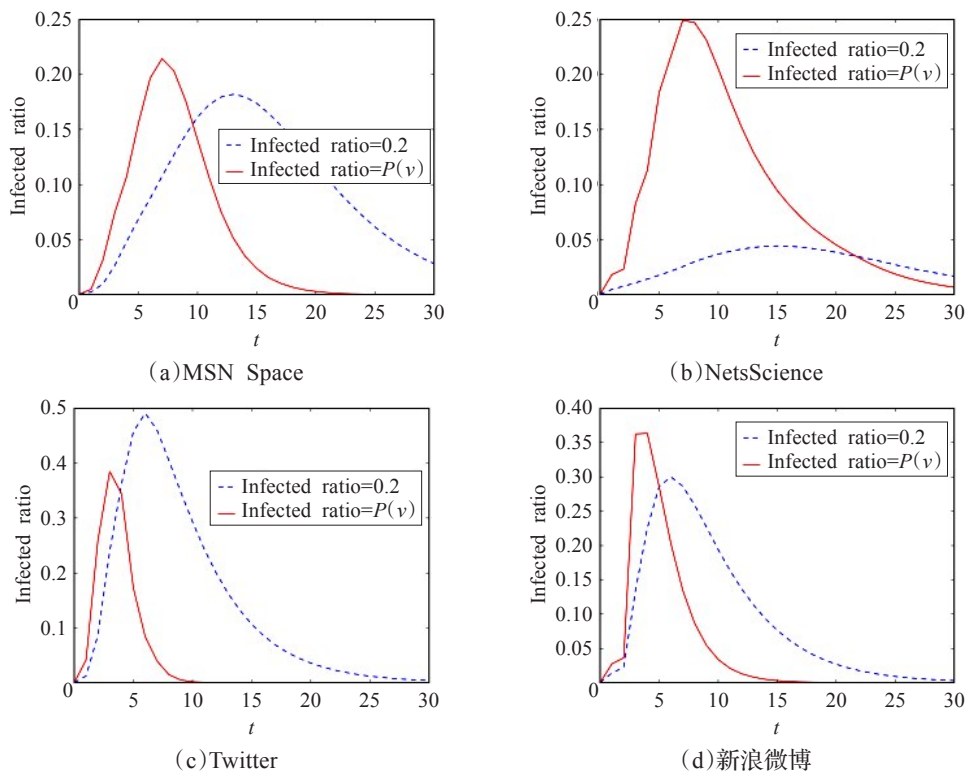 0.25
0.20
0.15
0.10
0.05
0
5
10
15
20
25
30
Infected ratio
t
Infected ratio=0.2
Infected ratio=P(v)
(a)MSN Space
0.25
0.20
0.15
0.10
0.05
0
5
10
15
20
25
30
Infected ratio
t
Infected ratio=0.2
Infected ratio=P(v)
(b)NetsScience
0.5
0.4
0.3
0.2
0.1
0
5
10
15
20
25
30
Infected ratio
t
Infected ratio=0.2
Infected ratio=P(v)
(c)Twitter
0.40
0.35
0.30
0.25
0.20
0.15
0.10
0.05
0
5
10
15
20
25
30
Infected ratio
t
Infected ratio=0.2
Infected ratio=P(v)
(d)新浪微博